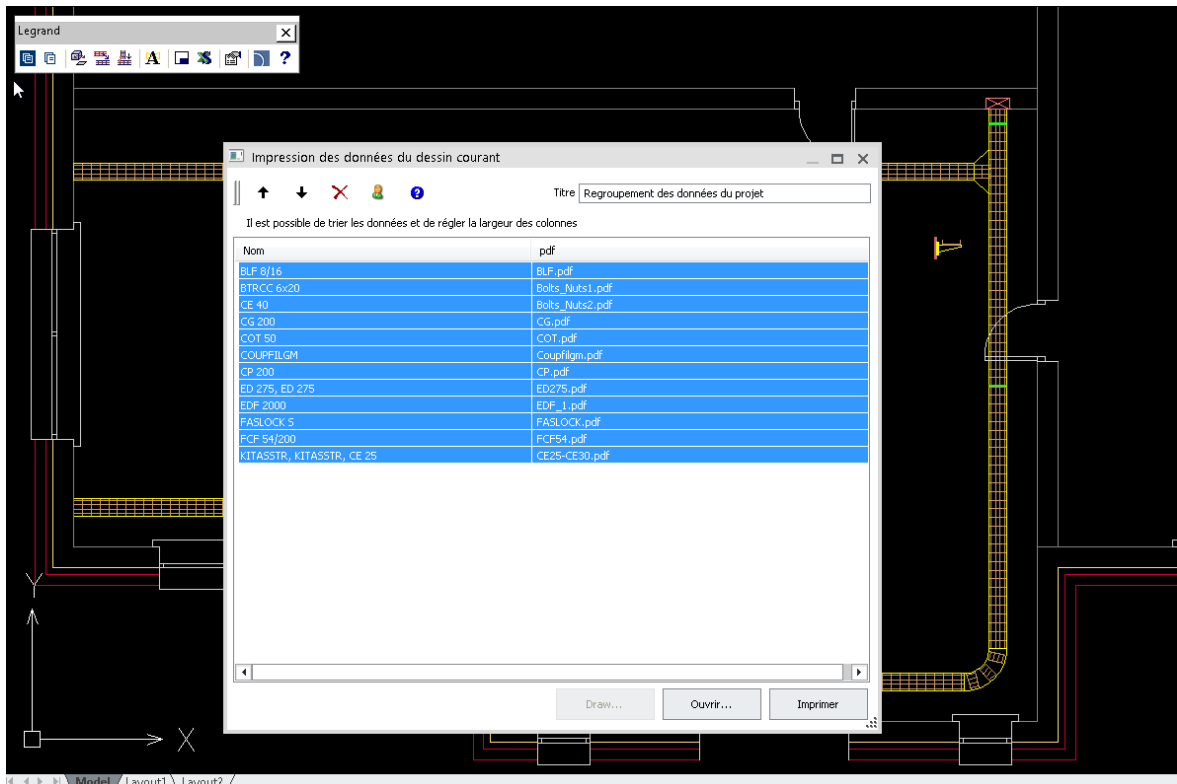 Legrand
Impression des données du dessin courant
Titre Regroupement des données du projet
Il est possible de trier les données et de régler la largeur des colonnes
Nom pdf
BLF 8/16 BLF.pdf
BTRCC 6x20 Bolts_Nuts1.pdf
CE 40 Bolts_Nuts2.pdf
CG 200 CG.pdf
COT 50 COT.pdf
COUPFILGM Coupfilgm.pdf
CP 200 CP.pdf
ED 275, ED 275 ED275.pdf
EDF 2000 EDF_1.pdf
FASLOCK S FASLOCK.pdf
FCF 54/200 FCF54.pdf
KITASSTR, KITASSTR, CE 25 CE25-CE30.pdf
Draw... Ouvrir... Imprimer
Y
X
Model Layout1 Layout2